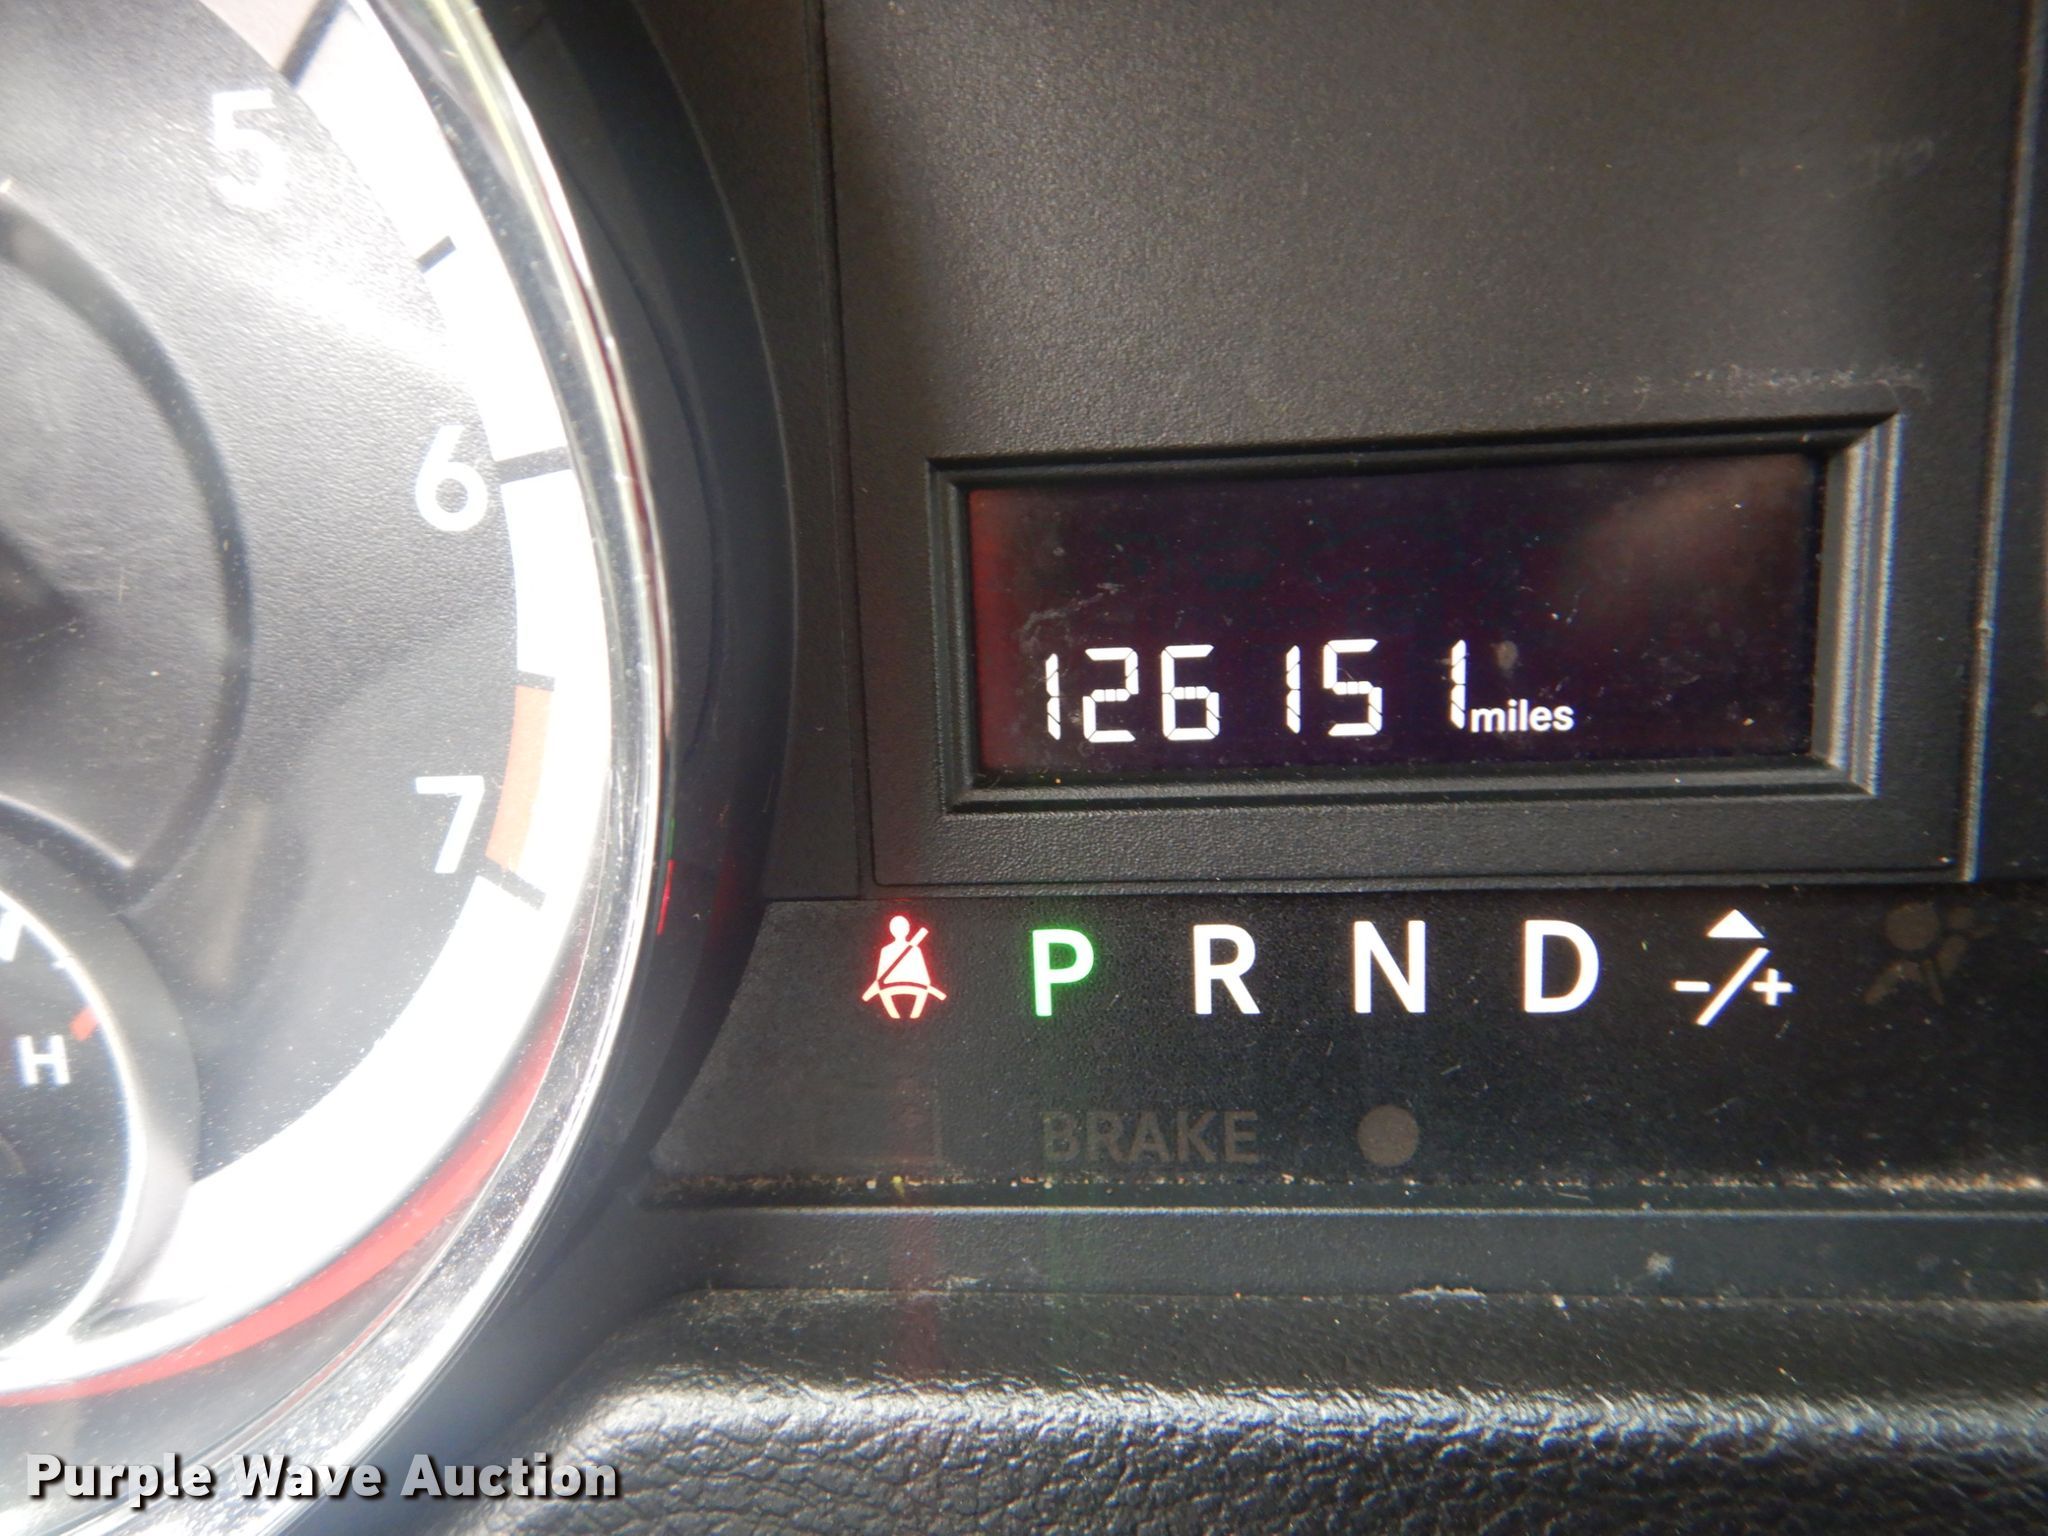 5
6
7
H
126151 miles
P R N D -/+
BRAKE
Purple Wave Auction